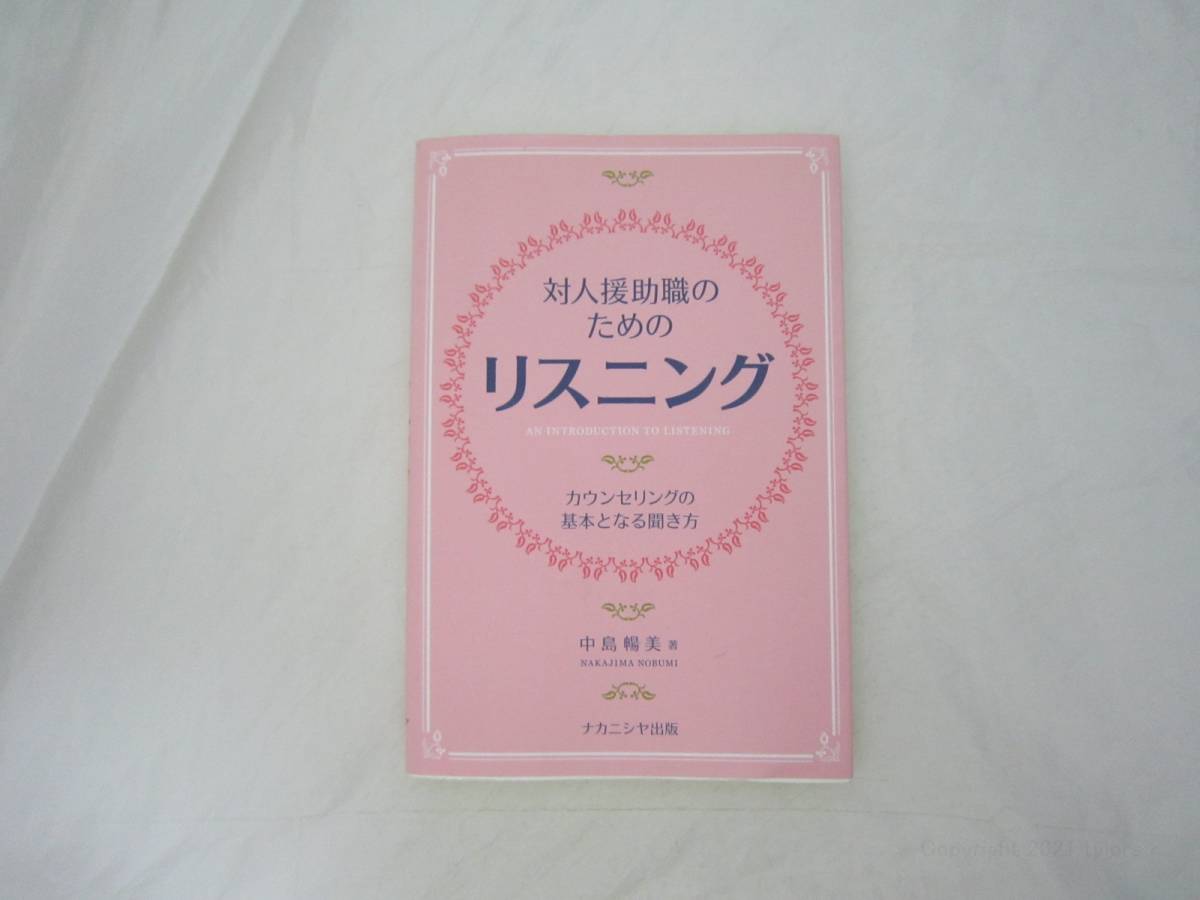 対人援助職の
ための
リスニング
AN INTRODUCTION TO LISTENING
カウンセリングの
基本となる聞き方
中島暢美 著
NAKAJIMA NOBUMI
ナカニシヤ出版